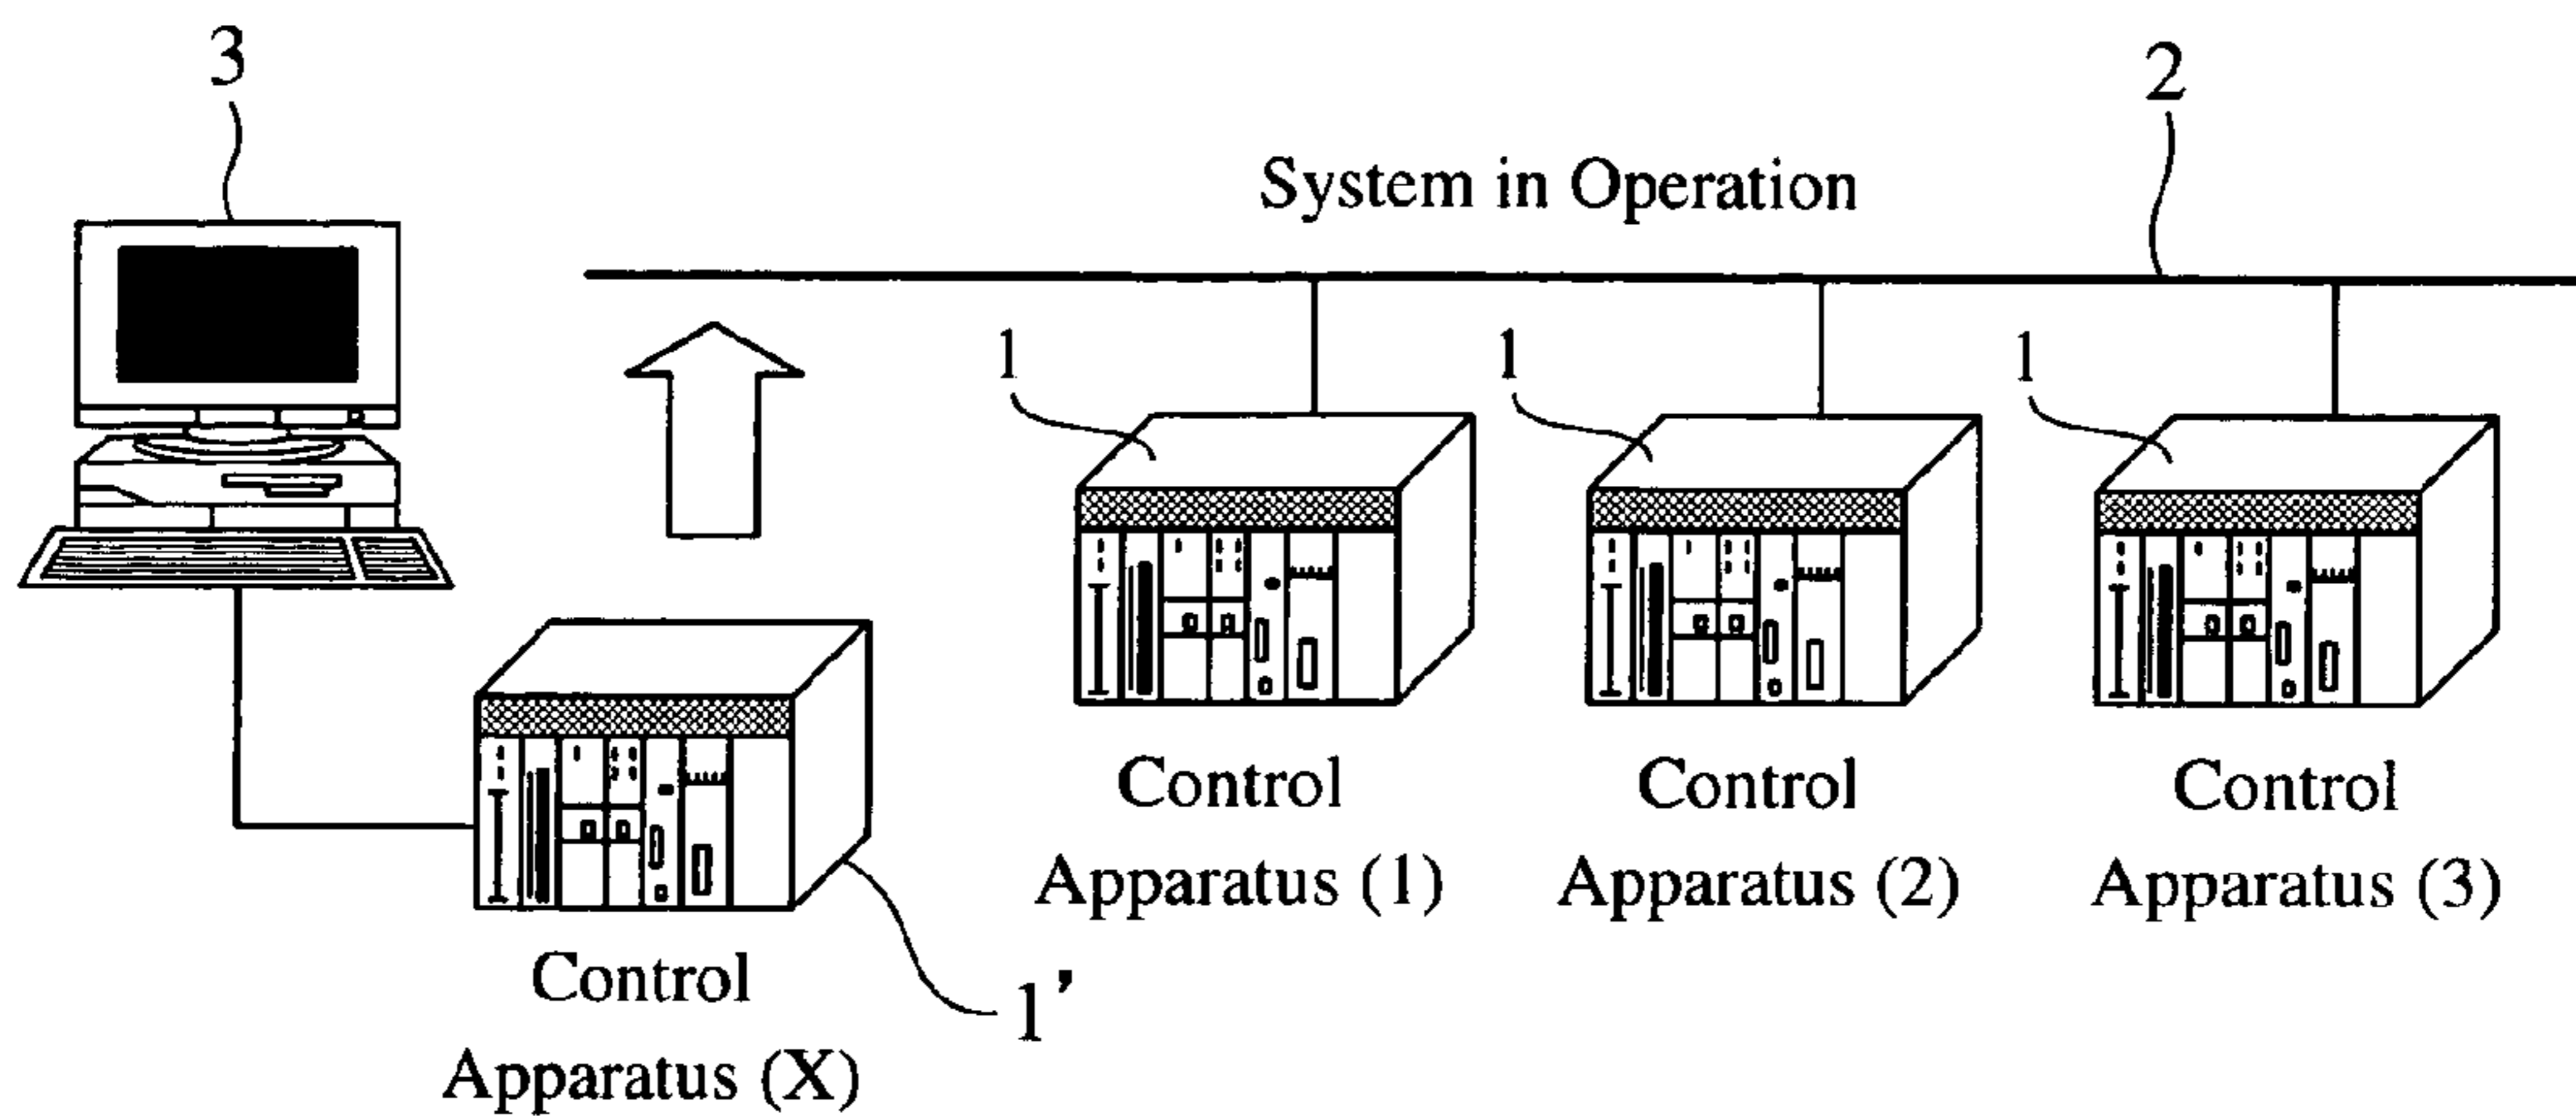 3
2
System in Operation
1
1
1
Control
Apparatus (1)
Control
Apparatus (2)
Control
Apparatus (3)
Control
Apparatus (X)
1’